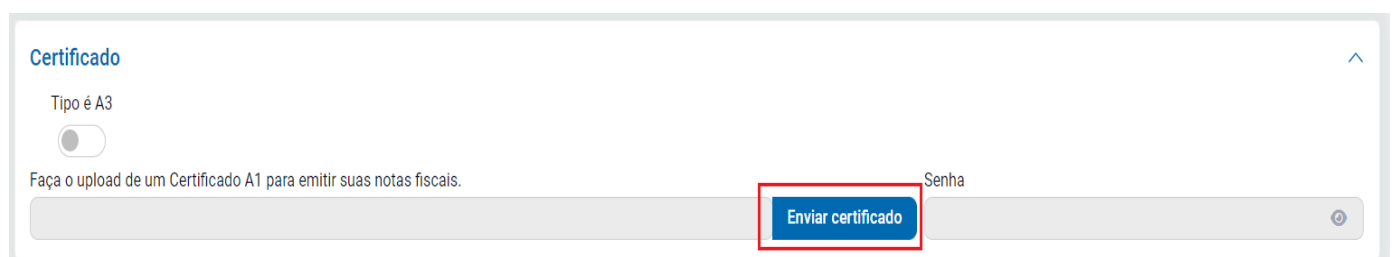 Certificado
Tipo é A3
Faça o upload de um Certificado A1 para emitir suas notas fiscais.
Senha
Enviar certificado